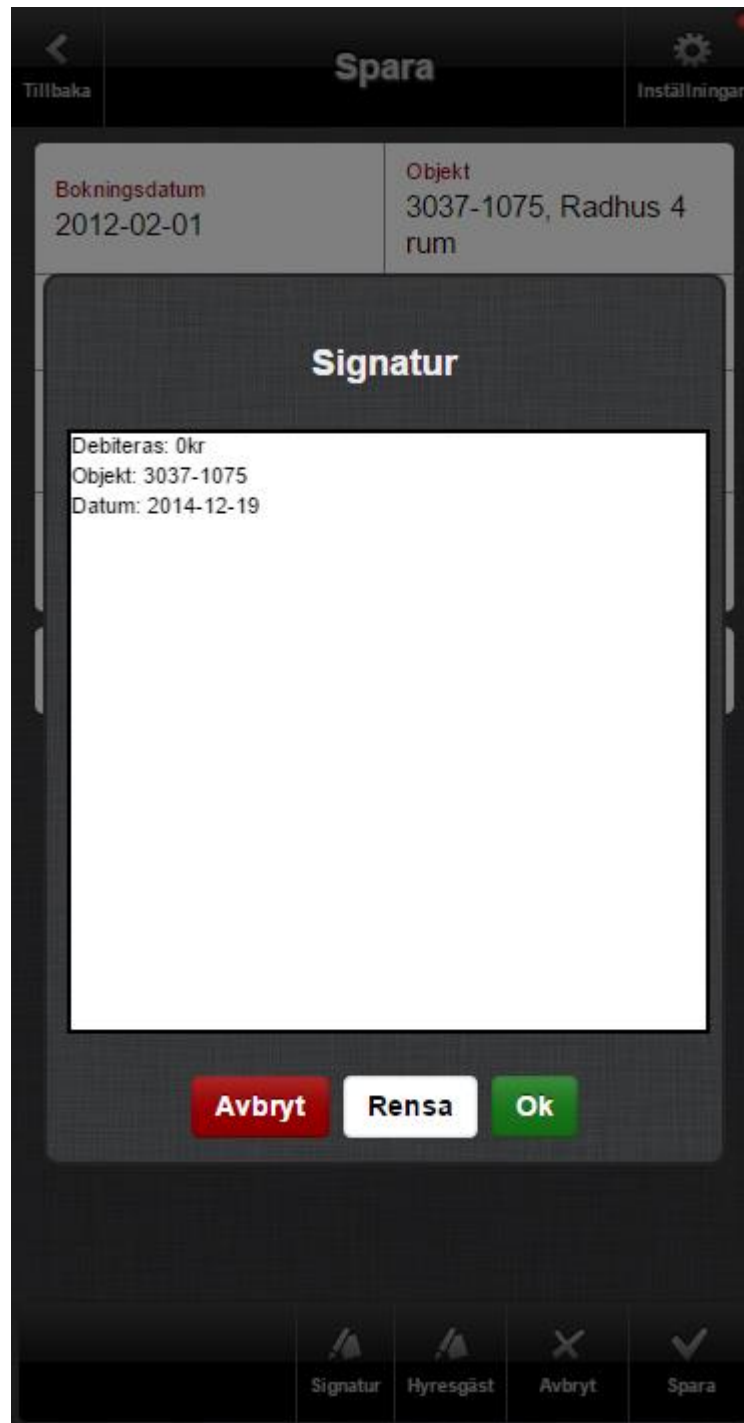 Tillbaka
Spara
Inställningar
Bokningsdatum
2012-02-01
Objekt
3037-1075, Radhus 4
rum
Signatur
Debiteras: 0kr
Objekt: 3037-1075
Datum: 2014-12-19
Avbryt
Rensa
Ok
Signatur
Hyresgäst
Avbryt
Spara